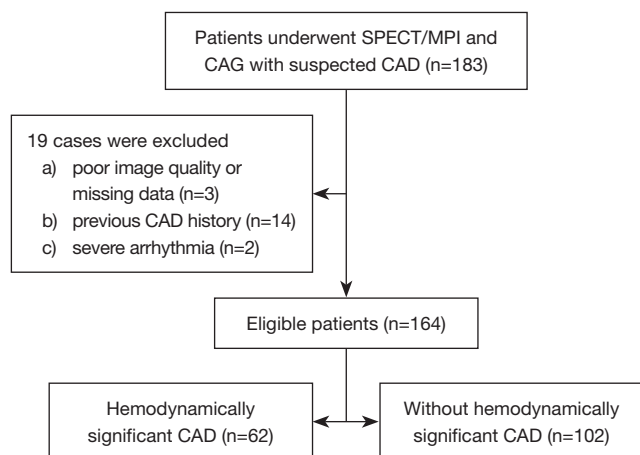 Patients underwent SPECT/MPI and
CAG with suspected CAD (n=183)
19 cases were excluded
a) poor image quality or
missing data (n=3)
b) previous CAD history (n=14)
c) severe arrhythmia (n=2)
Eligible patients (n=164)
Hemodynamically
significant CAD (n=62)
Without hemodynamically
significant CAD (n=102)